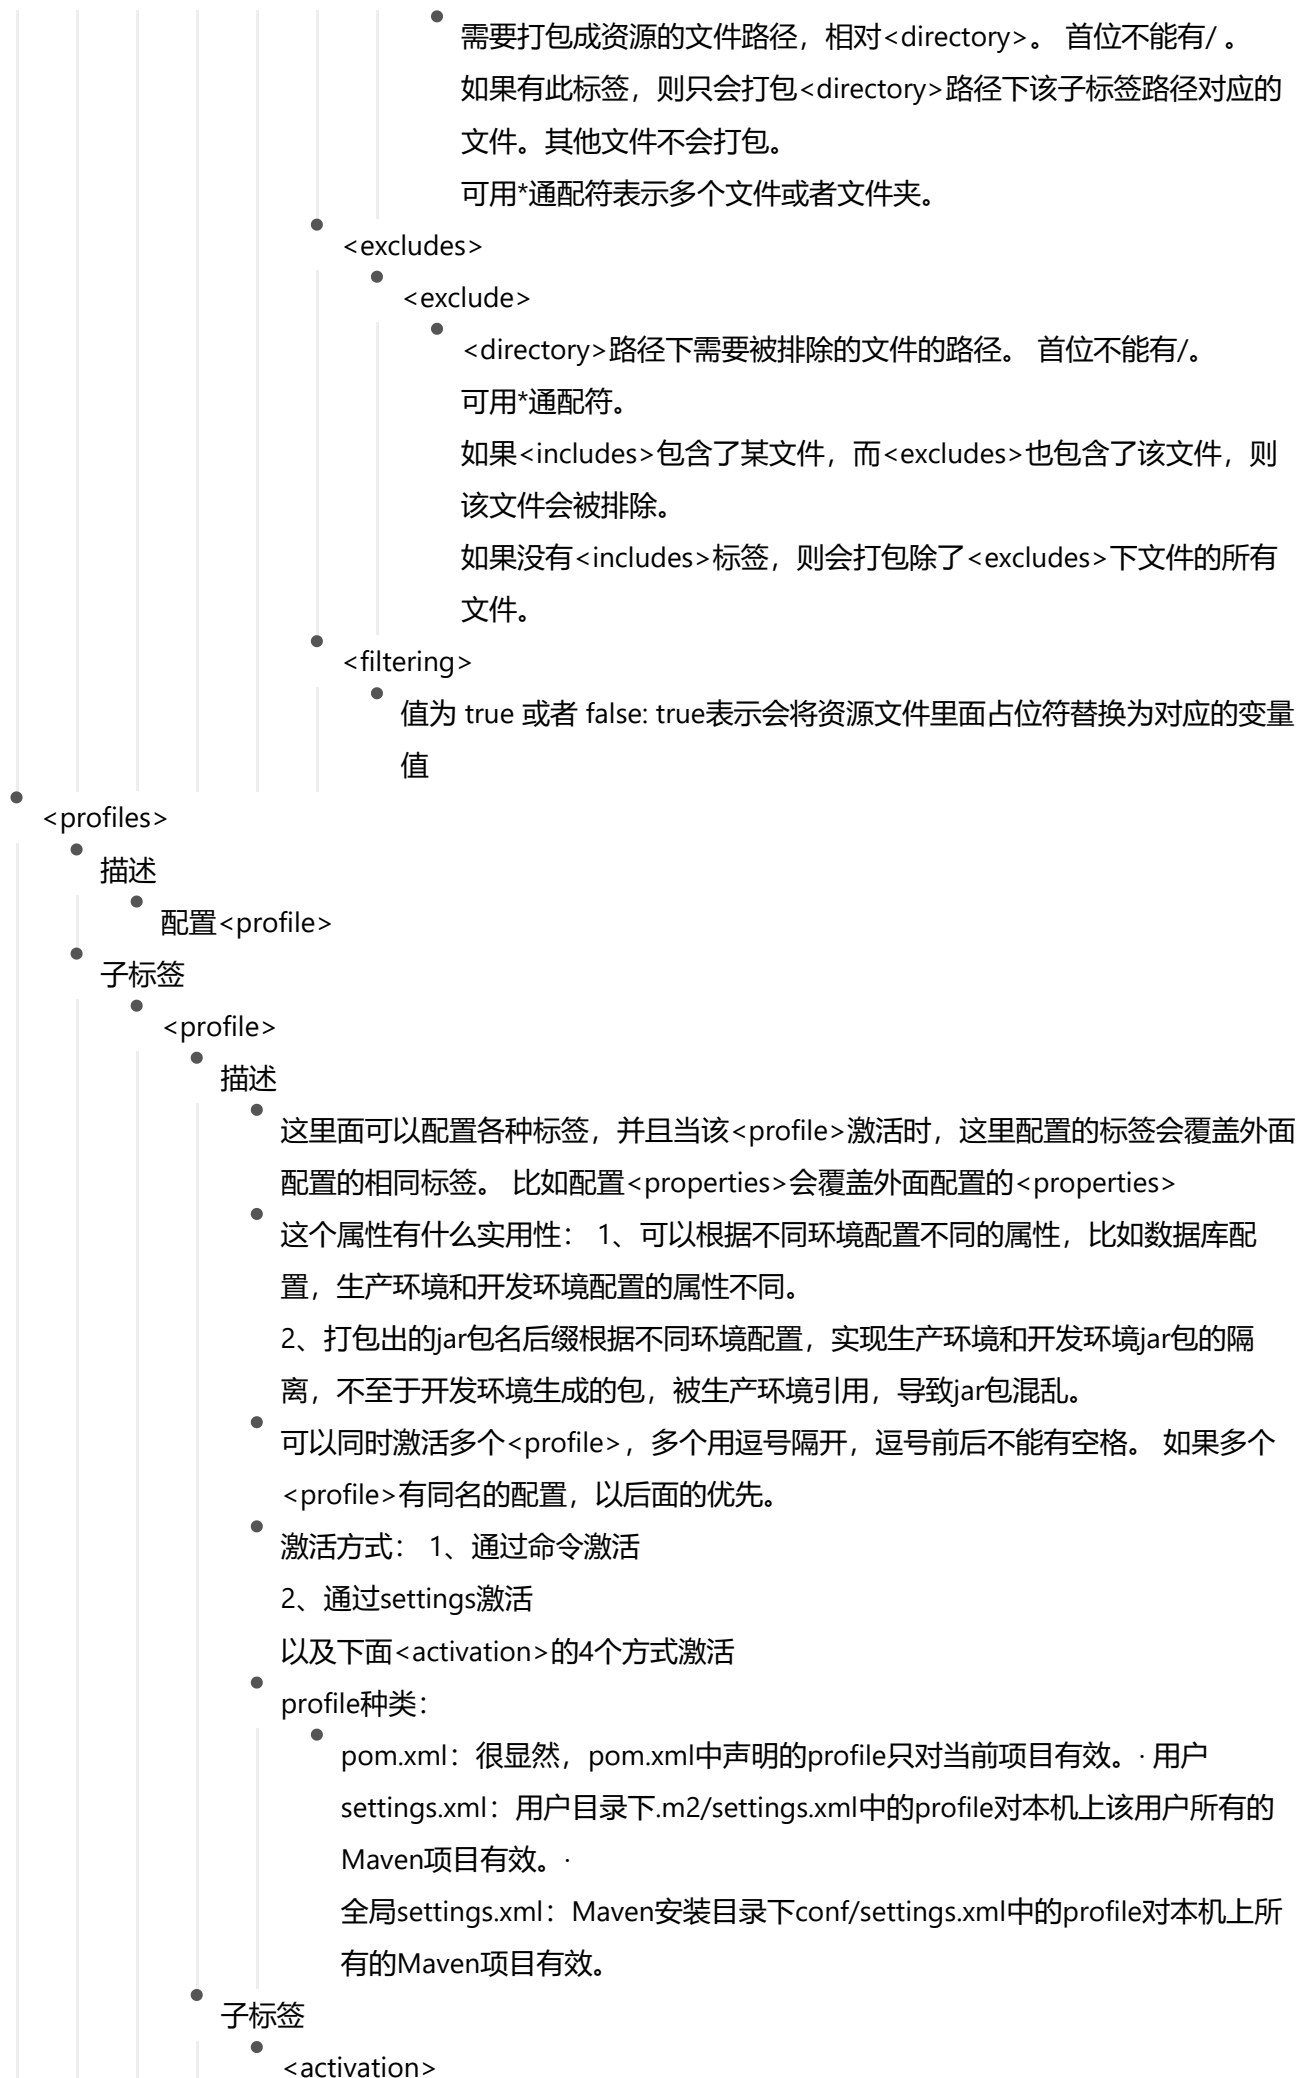 需要打包成资源的文件路径，相对<directory>。 首位不能有/ 。
如果有此标签，则只会打包<directory>路径下该子标签路径对应的
文件。其他文件不会打包。
可用*通配符表示多个文件或者文件夹。
<excludes>
<exclude>
<directory>路径下需要被排除的文件的路径。 首位不能有/。
可用*通配符。
如果<includes>包含了某文件，而<excludes>也包含了该文件，则
该文件会被排除。
如果没有<includes>标签，则会打包除了<excludes>下文件的所有
文件。
<filtering>
值为 true 或者 false: true表示会将资源文件里面占位符替换为对应的变量
值
<profiles>
描述
配置<profile>
子标签
<profile>
描述
这里面可以配置各种标签，并且当该<profile>激活时，这里配置的标签会覆盖外面
配置的相同标签。 比如配置<properties>会覆盖外面配置的<properties>
这个属性有什么实用性： 1、可以根据不同环境配置不同的属性，比如数据库配
置，生产环境和开发环境配置的属性不同。
2、打包出的jar包名后缀根据不同环境配置，实现生产环境和开发环境jar包的隔
离，不至于开发环境生成的包，被生产环境引用，导致jar包混乱。
可以同时激活多个<profile>，多个用逗号隔开，逗号前后不能有空格。 如果多个
<profile>有同名的配置，以后面的优先。
激活方式： 1、通过命令激活
2、通过settings激活
以及下面<activation>的4个方式激活
profile种类：
pom.xml：很显然，pom.xml中声明的profile只对当前项目有效。· 用户
settings.xml：用户目录下.m2/settings.xml中的profile对本机上该用户所有的
Maven项目有效。·
全局settings.xml：Maven安装目录下conf/settings.xml中的profile对本机上所
有的Maven项目有效。
子标签
<activation>